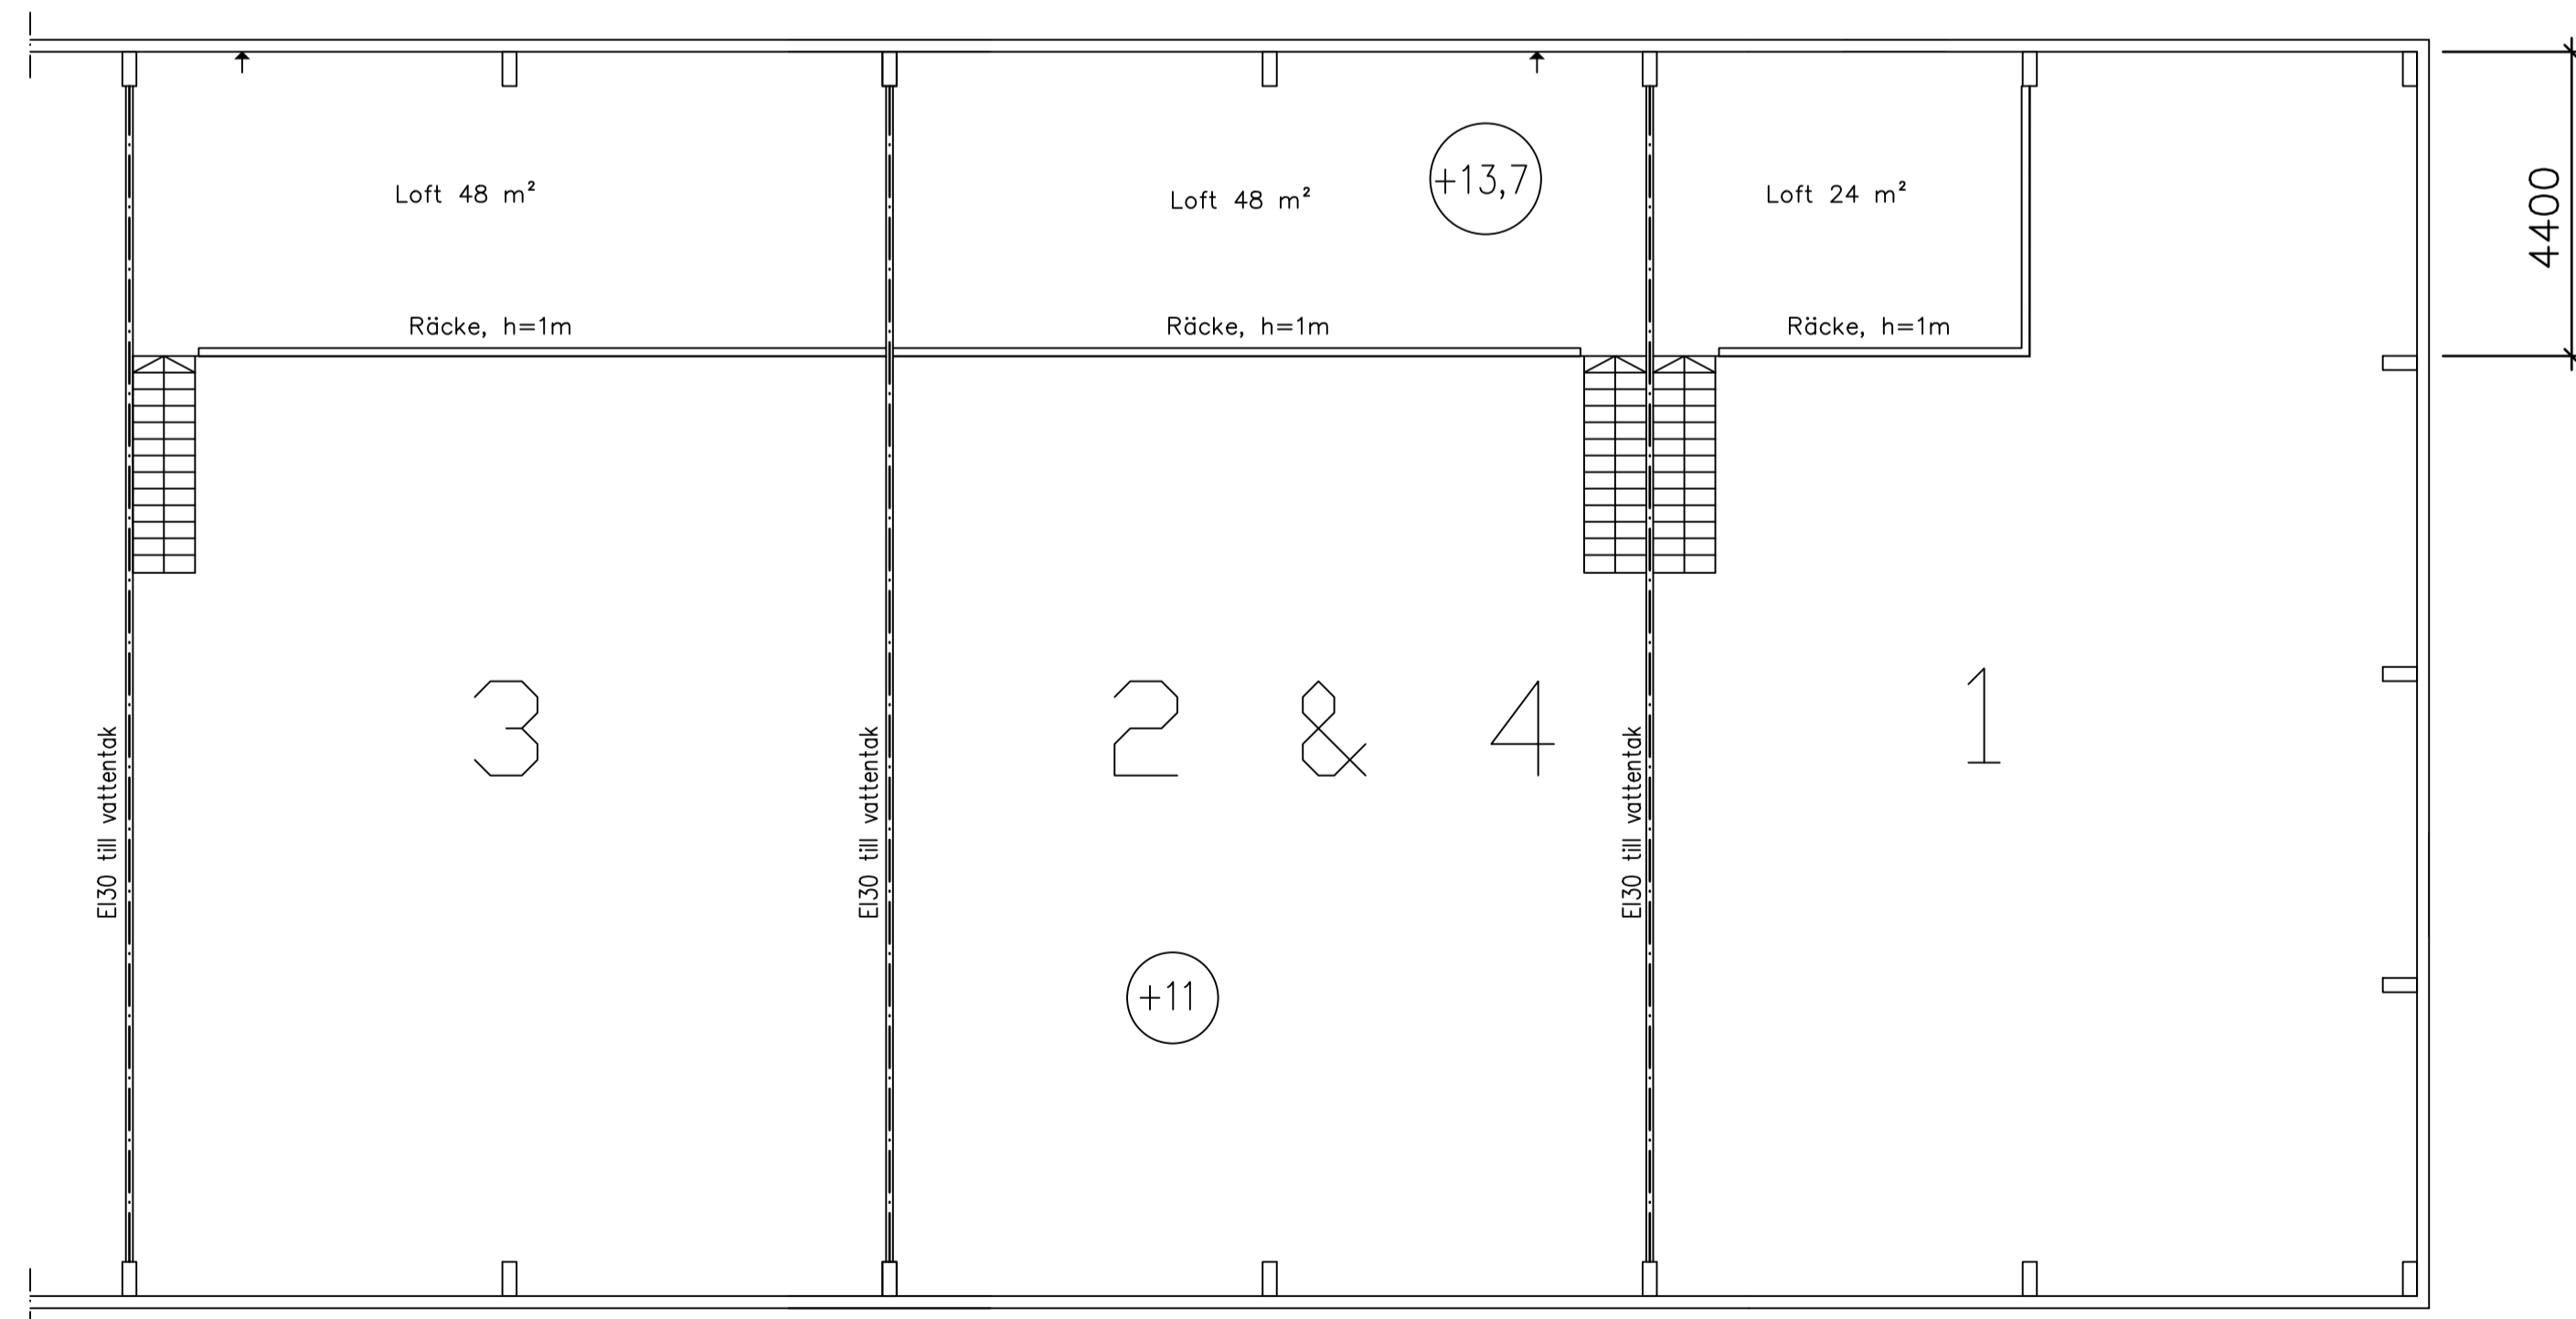 Loft 48 m²
Loft 48 m²
+13,7
Loft 24 m²
4400
Räcke, h=1m
Räcke, h=1m
Räcke, h=1m
3
2 & 4
1
EI30 till vattentak
EI30 till vattentak
EI30 till vattentak
+11